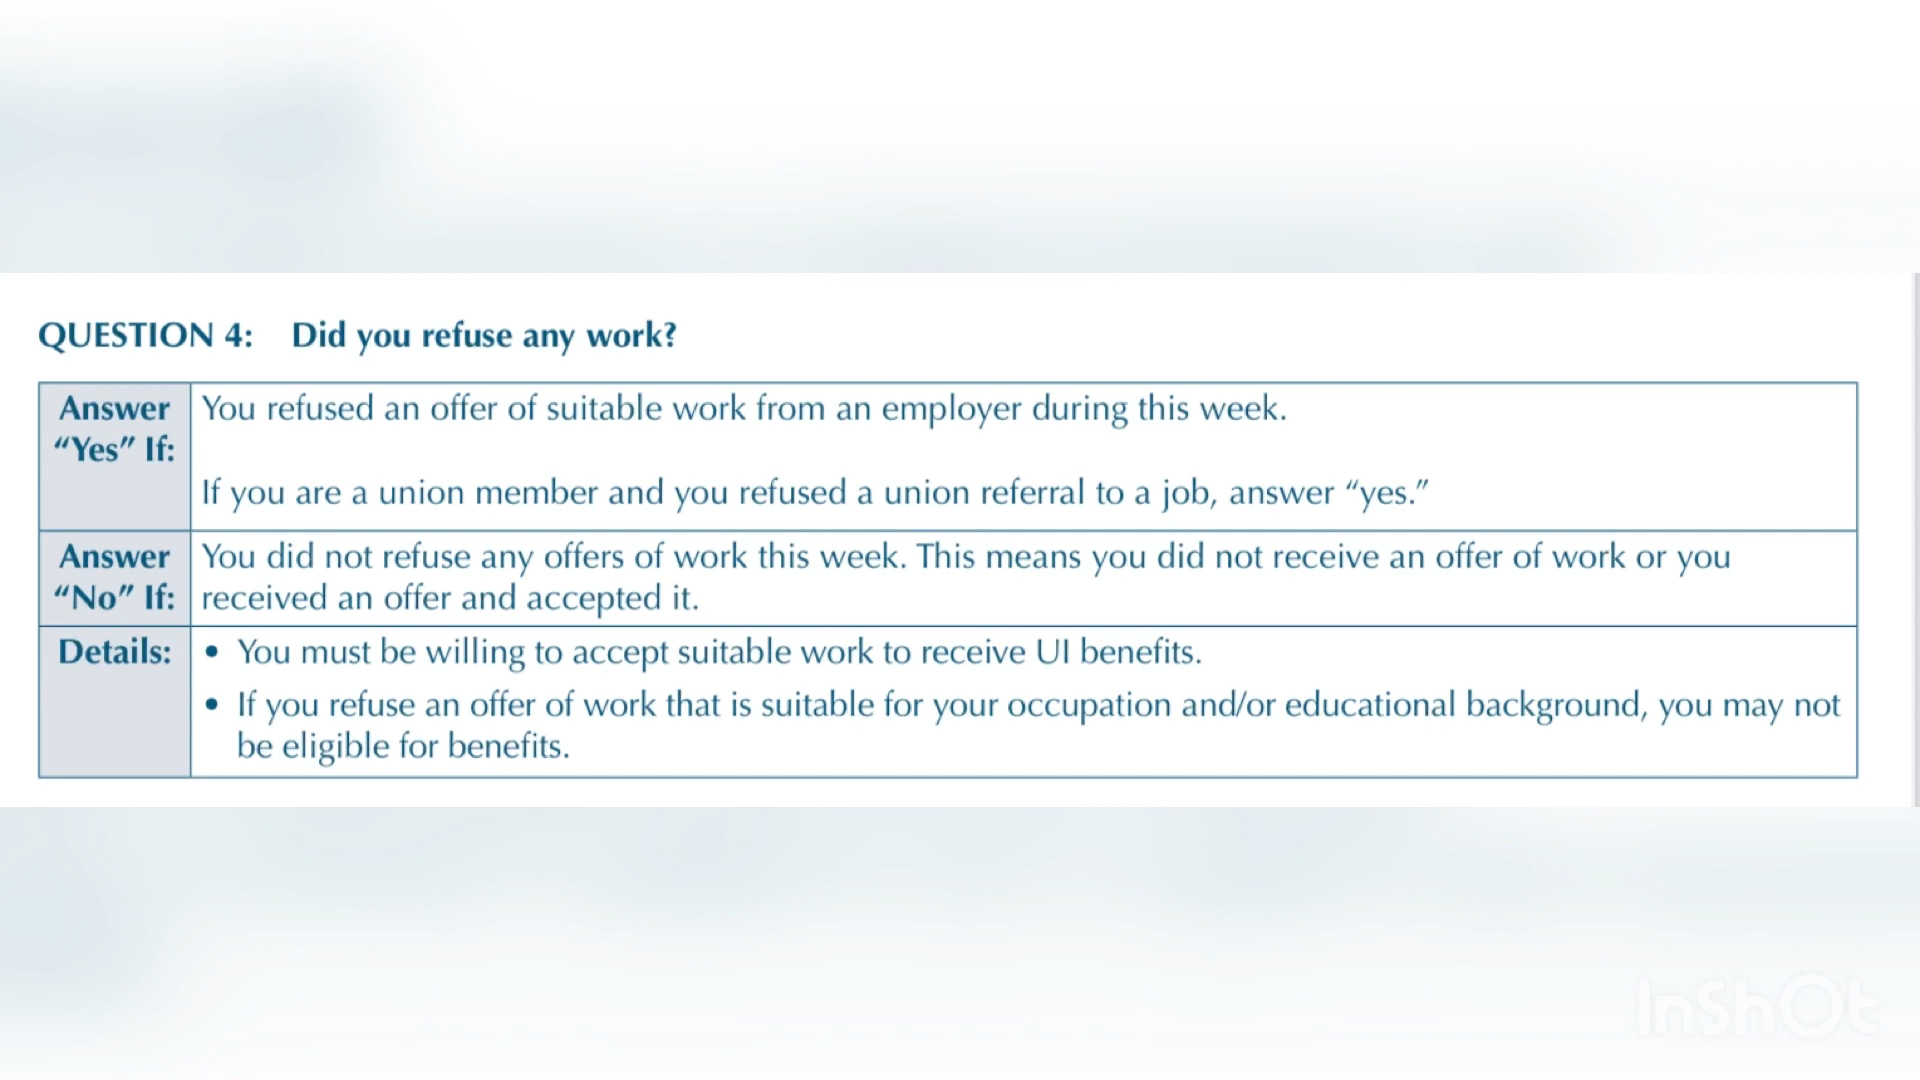 QUESTION 4: Did you refuse any work?
Answer "Yes" If:
You refused an offer of suitable work from an employer during this week.
If you are a union member and you refused a union referral to a job, answer “yes.”
Answer "No" If:
You did not refuse any offers of work this week. This means you did not receive an offer of work or you
received an offer and accepted it.
Details:
• You must be willing to accept suitable work to receive UI benefits.
• If you refuse an offer of work that is suitable for your occupation and/or educational background, you may not
be eligible for benefits.
InShOt